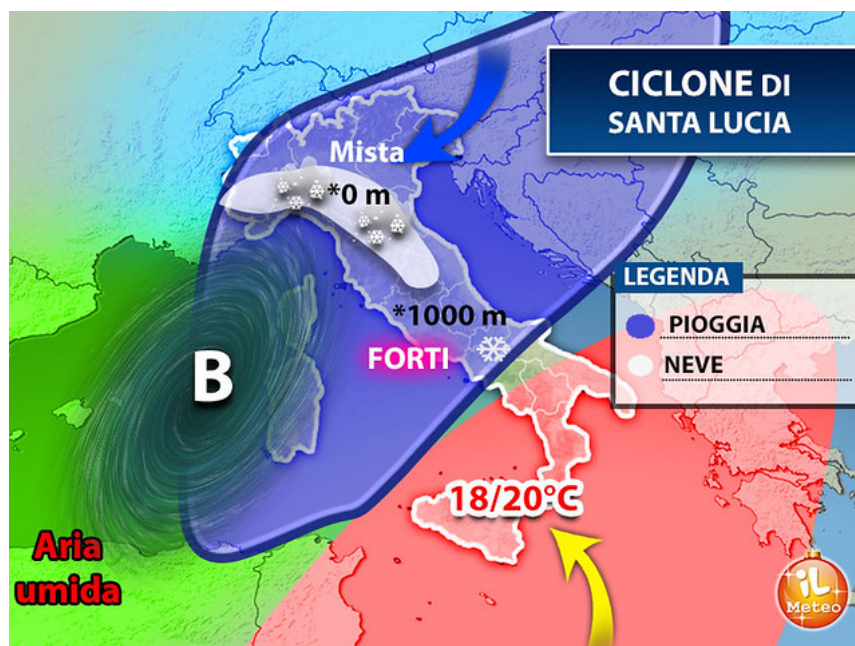 CICLONE DI
SANTA LUCIA
Mista
*0 m
LEGENDA
*1000 m
PIOGGIA
FORTI
NEVE
B
18/20°C
Aria
umida
iL
Meteo